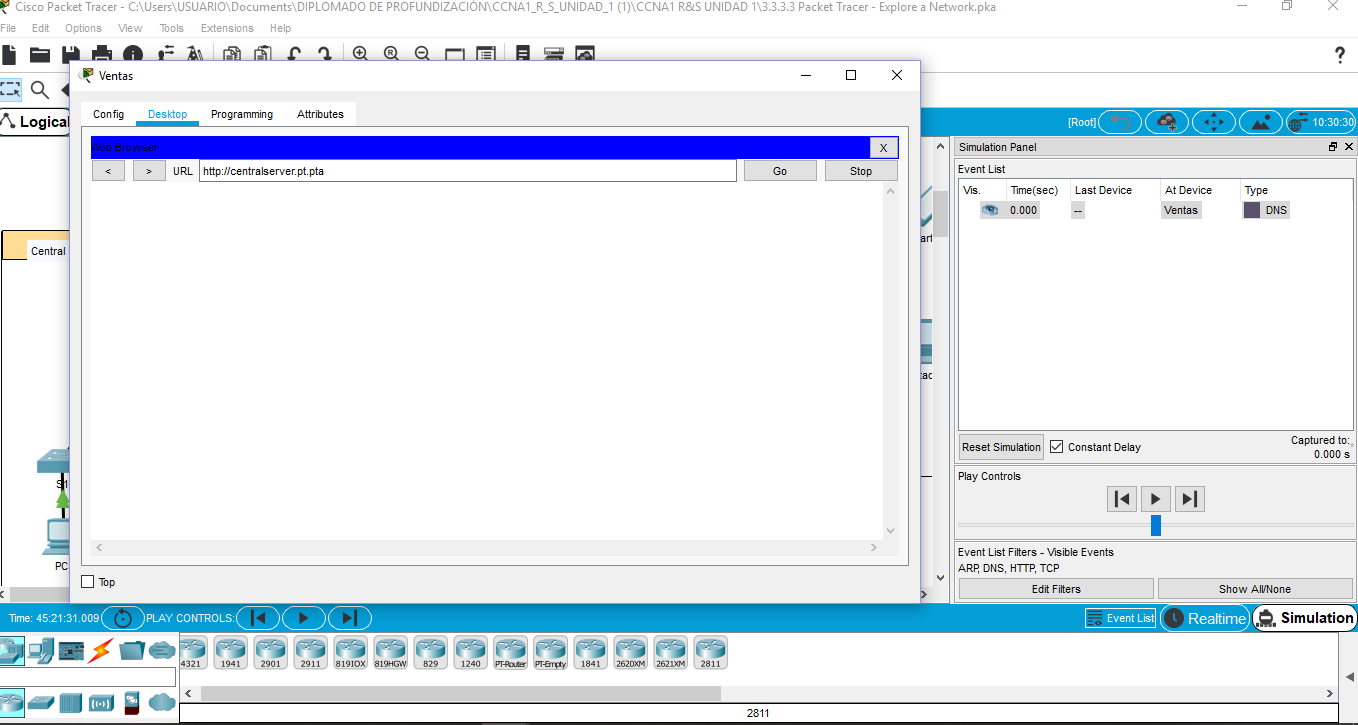 Cisco Packet Tracer - C:\Users\USUARIO\Documents\DIPLOMADO DE PROFUNDIZACIÓN\CCNA1_R_S_UNIDAD_1 (1)\CCNA1 R&S UNIDAD 1\3.3.3.3 Packet Tracer - Explore a Network.pka
File Edit Options View Tools Extensions Help
Ventas
Logical
[Root] 10:30:30
Config Desktop Programming Attributes
Web Browser X
< > URL http://centralserver.pt.pta Go Stop
Simulation Panel
Event List
Vis. Time(sec) Last Device At Device Type
0.000 -- Ventas DNS
Central
S1
PC
Reset Simulation Constant Delay Captured to:
0.000 s
Play Controls
Event List Filters - Visible Events
ARP, DNS, HTTP, TCP
Edit Filters Show All/None
Top
Time: 45:21:31.009 PLAY CONTROLS: Event List Realtime Simulation
4321 1941 2901 2911 819IOX 819HGW 829 1240 PT-Router PT-Empty 1841 2620XM 2621XM 2811
2811